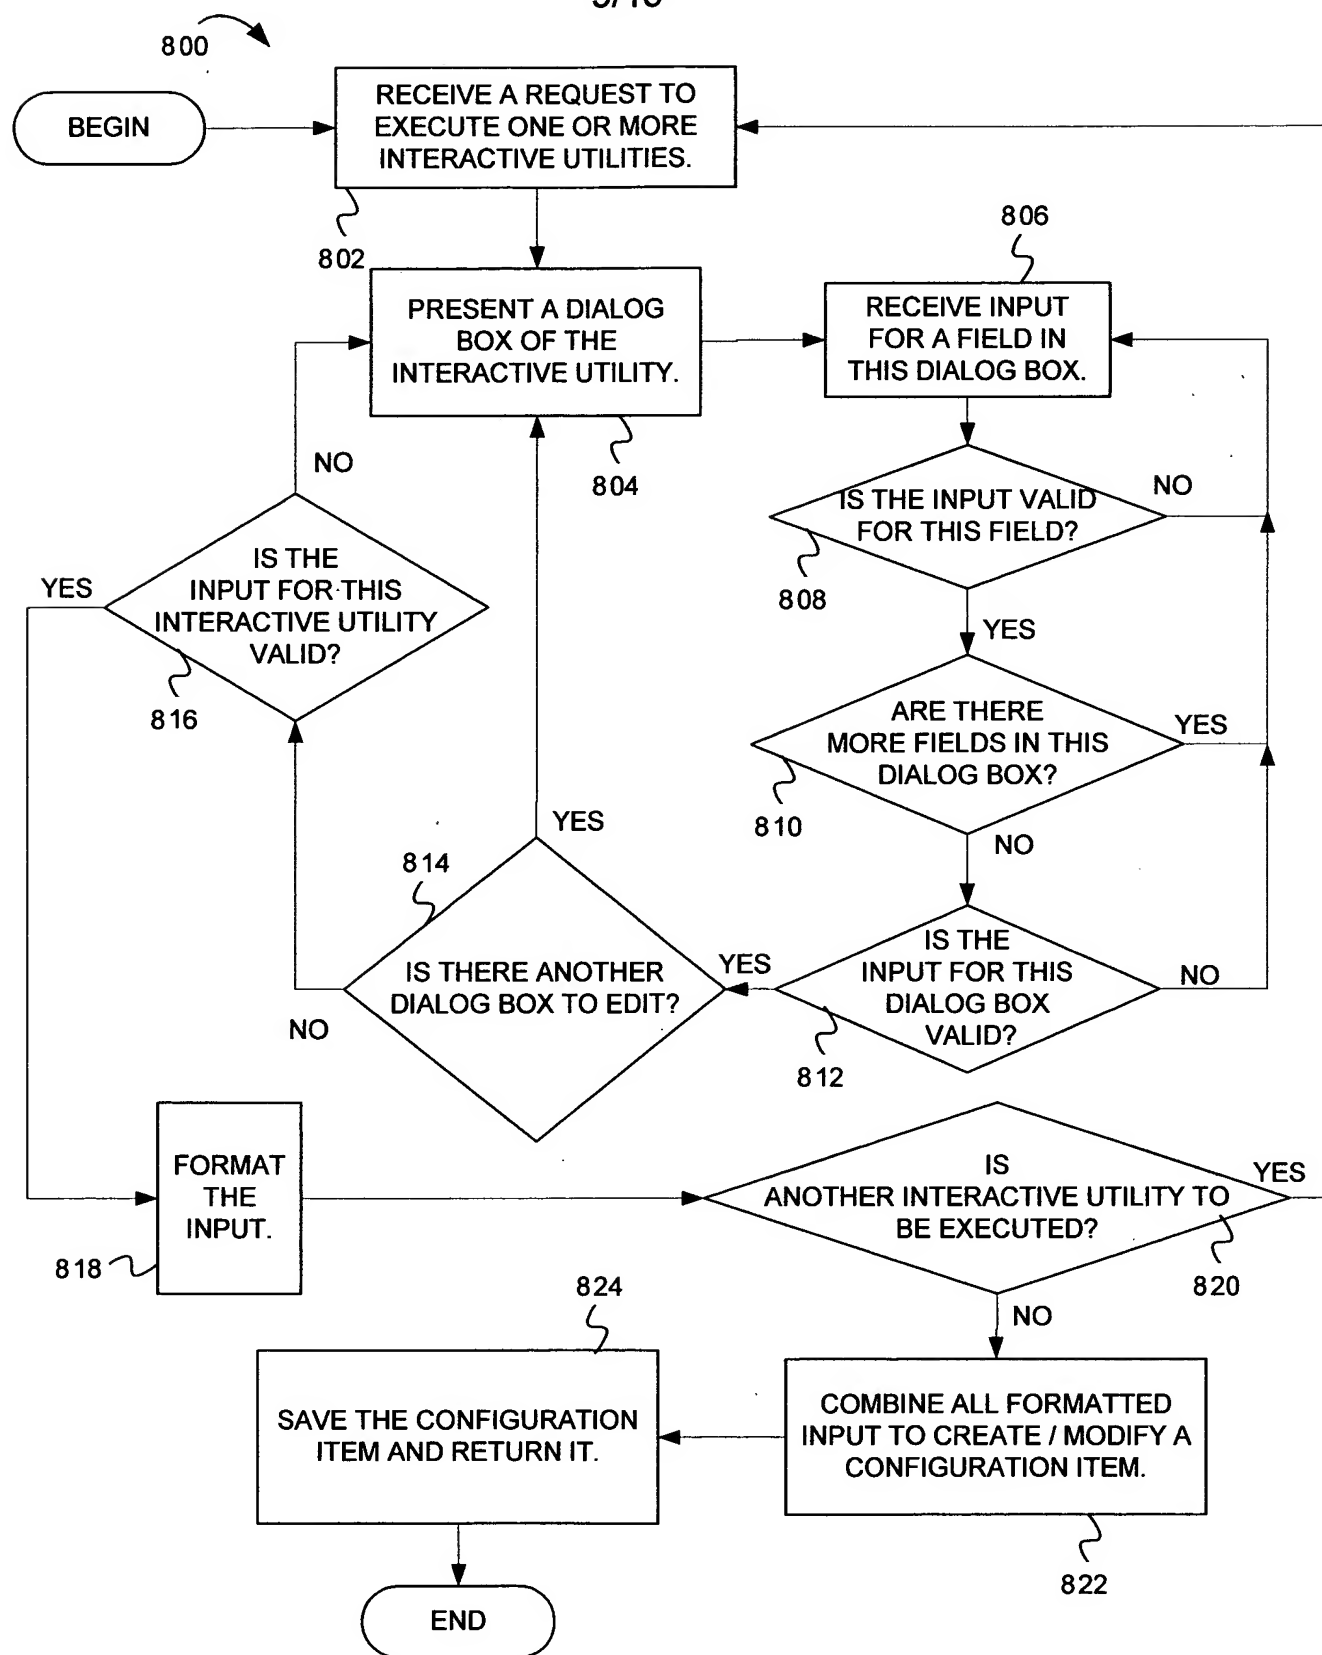 800
BEGIN
RECEIVE A REQUEST TO
EXECUTE ONE OR MORE
INTERACTIVE UTILITIES.
802
PRESENT A DIALOG
BOX OF THE
INTERACTIVE UTILITY.
804
806
RECEIVE INPUT
FOR A FIELD IN
THIS DIALOG BOX.
IS THE INPUT VALID
FOR THIS FIELD?
NO
808
YES
ARE THERE
MORE FIELDS IN THIS
DIALOG BOX?
YES
810
NO
IS THE
INPUT FOR THIS
DIALOG BOX
VALID?
NO
812
YES
814
IS THERE ANOTHER
DIALOG BOX TO EDIT?
YES
NO
IS THE
INPUT FOR THIS
INTERACTIVE UTILITY
VALID?
NO
YES
816
FORMAT
THE
INPUT.
818
IS
ANOTHER INTERACTIVE UTILITY TO
BE EXECUTED?
YES
820
NO
COMBINE ALL FORMATTED
INPUT TO CREATE / MODIFY A
CONFIGURATION ITEM.
822
824
SAVE THE CONFIGURATION
ITEM AND RETURN IT.
END